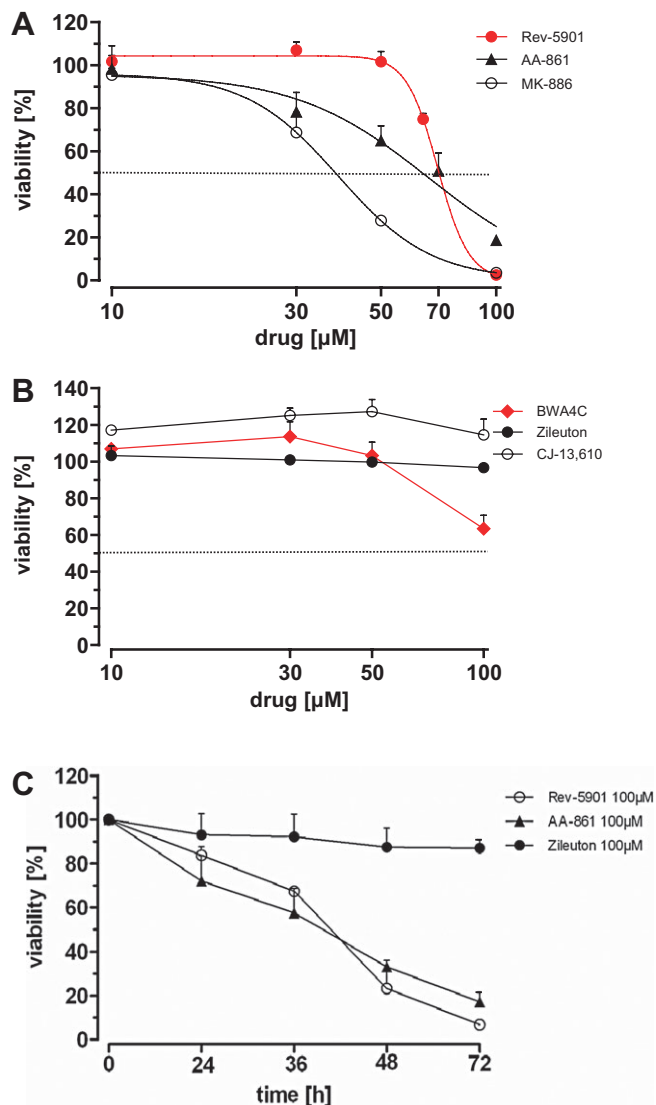 A
120
100
80
60
40
20
0
viability [%]
10
30
50
70
100
drug [µM]
Rev-5901
AA-861
MK-886
B
140
120
100
80
60
40
20
0
viability [%]
10
30
50
100
drug [µM]
BWA4C
Zileuton
CJ-13,610
C
120
100
80
60
40
20
0
viability [%]
0
24
36
48
72
time [h]
Rev-5901 100µM
AA-861 100µM
Zileuton 100µM